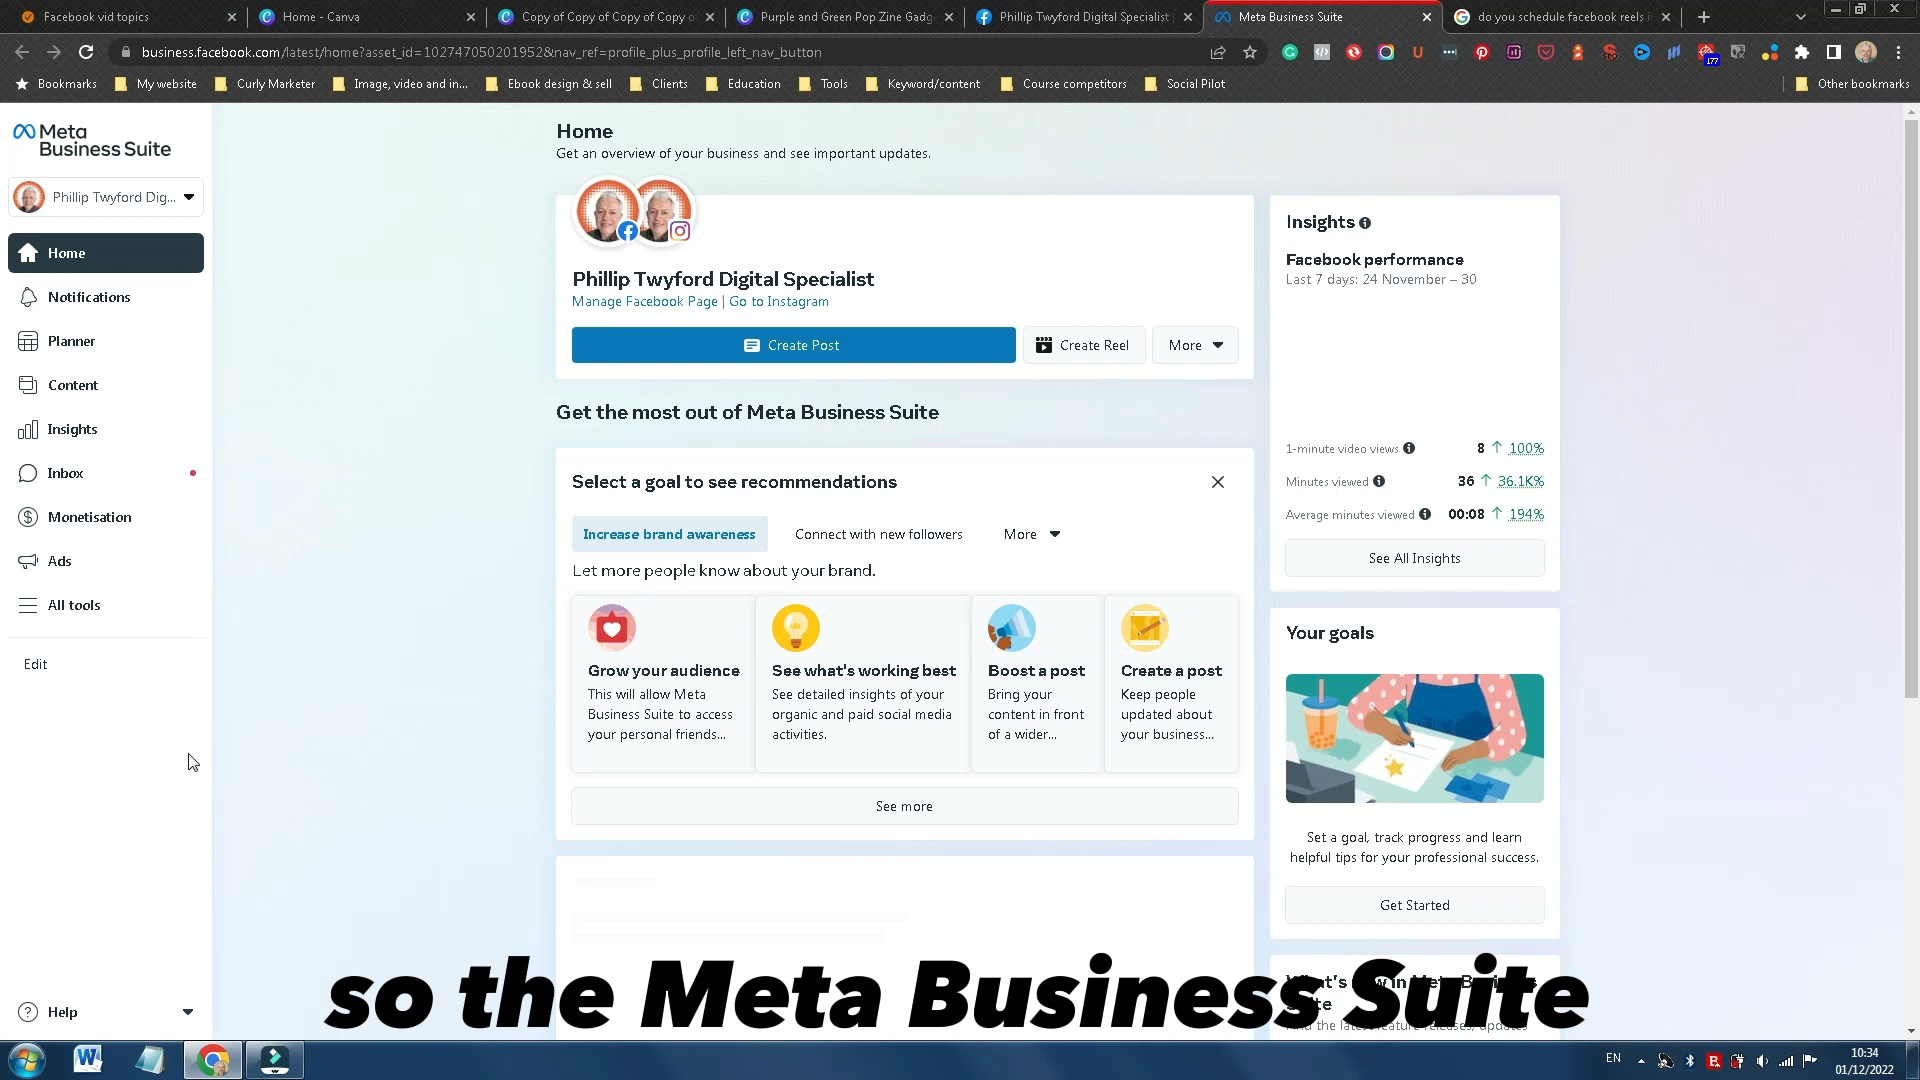 Facebook vid topics
Home - Canva
Copy of Copy of Copy of Copy o
Purple and Green Pop Zine Gadg
Phillip Twyford Digital Specialist
Meta Business Suite
do you schedule facebook reels i
business.facebook.com/latest/home?asset_id=102747050201952&nav_ref=profile_plus_profile_left_nav_button
177
Bookmarks
My website
Curly Marketer
Image, video and in...
Ebook design & sell
Clients
Education
Tools
Keyword/content
Course competitors
Social Pilot
Other bookmarks
Meta
Business Suite
Phillip Twyford Dig...
Home
Notifications
Planner
Content
Insights
Inbox
Monetisation
Ads
All tools
Edit
Help
Home
Get an overview of your business and see important updates.
Phillip Twyford Digital Specialist
Manage Facebook Page | Go to Instagram
Create Post
Create Reel
More
Get the most out of Meta Business Suite
Select a goal to see recommendations
Increase brand awareness
Connect with new followers
More
Let more people know about your brand.
Grow your audience
This will allow Meta
Business Suite to access
your personal friends...
See what's working best
See detailed insights of your
organic and paid social media
activities.
Boost a post
Bring your
content in front
of a wider...
Create a post
Keep people
updated about
your business...
See more
Insights
Facebook performance
Last 7 days: 24 November – 30
1-minute video views 8 ↑ 100%
Minutes viewed 36 ↑ 36.1K%
Average minutes viewed 00:08 ↑ 194%
See All Insights
Your goals
Set a goal, track progress and learn
helpful tips for your professional success.
Get Started
so the Meta Business Suite
EN
10:34
01/12/2022